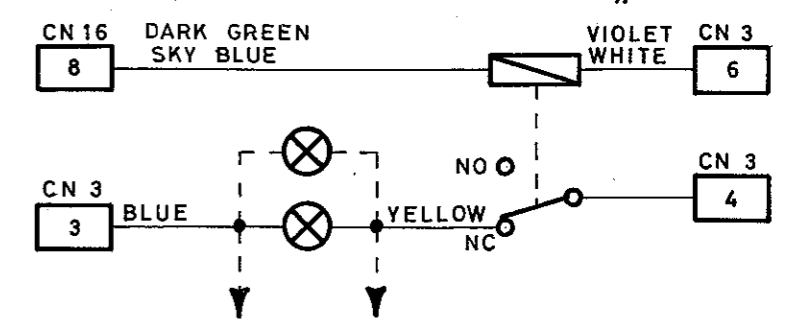 CN 16 DARK GREEN VIOLET CN 3
8 SKY BLUE WHITE 6
NO CN 3
CN 3 4
3 BLUE YELLOW
NC